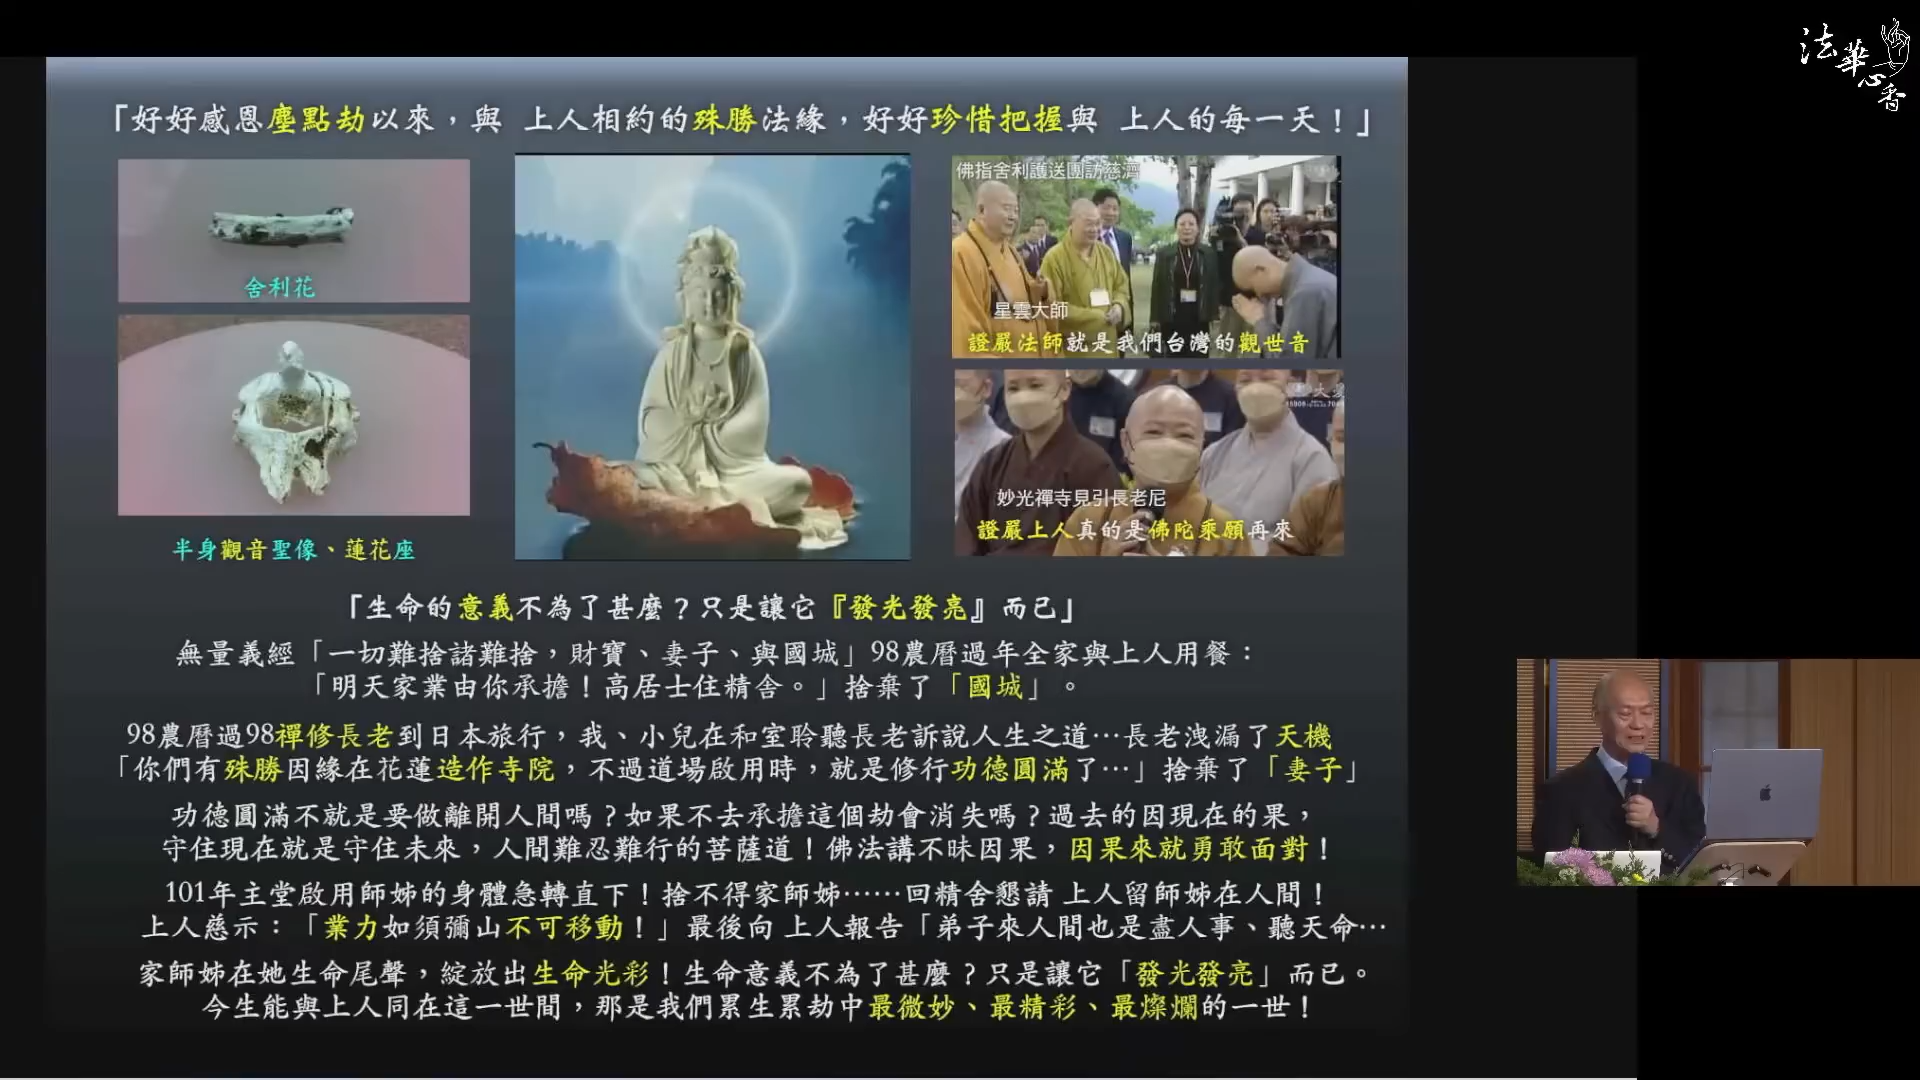 法華心香
「好好感恩塵點劫以來，與 上人相約的殊勝法緣，好好珍惜把握與 上人的每一天！」
舍利花
半身觀音聖像、蓮花座
佛指舍利護送團訪慈濟
星雲大師
證嚴法師就是我們台灣的觀世音
大愛
妙光禪寺見引長老尼
證嚴上人真的是佛陀乘願再來
「生命的意義不為了甚麼？只是讓它『發光發亮』而已」
無量義經「一切難捨諸難捨，財寶、妻子、與國城」98農曆過年全家與上人用餐：
「明天家業由你承擔！高居士住精舍。」捨棄了「國城」。
98農曆過98禪修長老到日本旅行，我、小兒在和室聆聽長老訴說人生之道⋯長老洩漏了天機
「你們有殊勝因緣在花蓮造作寺院，不過道場啟用時，就是修行功德圓滿了⋯」捨棄了「妻子」
功德圓滿不就是要做離開人間嗎？如果不去承擔這個劫會消失嗎？過去的因現在的果，
守住現在就是守住未來，人間難忍難行的菩薩道！佛法講不昧因果，因果來就勇敢面對！
101年主堂啟用師姊的身體急轉直下！捨不得家師姊⋯⋯回精舍懇請 上人留師姊在人間！
上人慈示：「業力如須彌山不可移動！」最後向 上人報告「弟子來人間也是盡人事、聽天命⋯
家師姊在她生命尾聲，綻放出生命光彩！生命意義不為了甚麼？只是讓它「發光發亮」而已。
今生能與上人同在這一世間，那是我們累生累劫中最微妙、最精彩、最燦爛的一世！